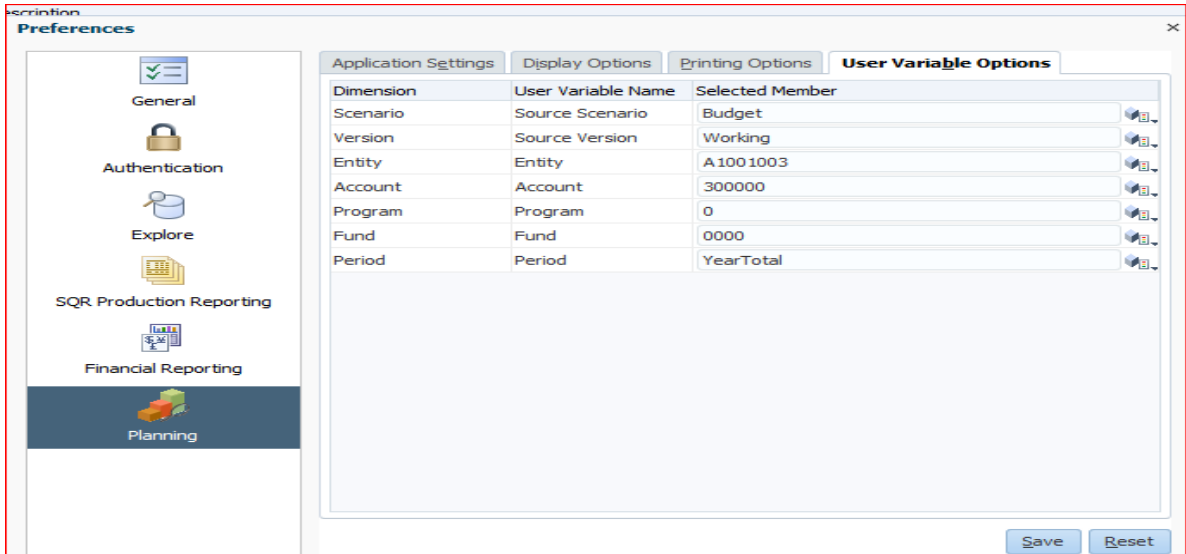 escription
Preferences
General
Authentication
Explore
SQR Production Reporting
Financial Reporting
Planning
Application Settings Display Options Printing Options User Variable Options
Dimension User Variable Name Selected Member
Scenario Source Scenario Budget
Version Source Version Working
Entity Entity A1001003
Account Account 300000
Program Program 0
Fund Fund 0000
Period Period YearTotal
Save Reset